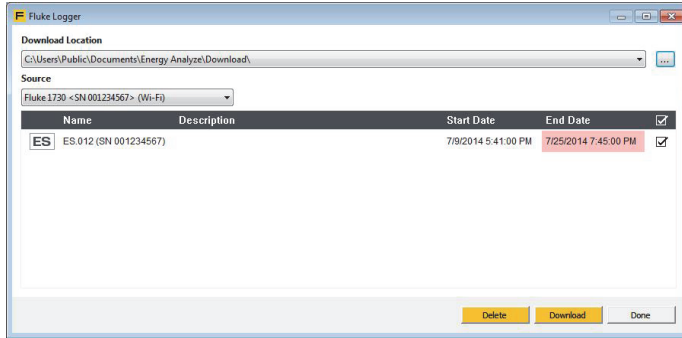 Fluke Logger
Download Location
C:\Users\Public\Documents\Energy Analyze\Download\
...
Source
Fluke 1730 <SN 001234567> (Wi-Fi)
Name Description Start Date End Date
ES ES.012 (SN 001234567) 7/9/2014 5:41:00 PM 7/25/2014 7:45:00 PM
Delete Download Done